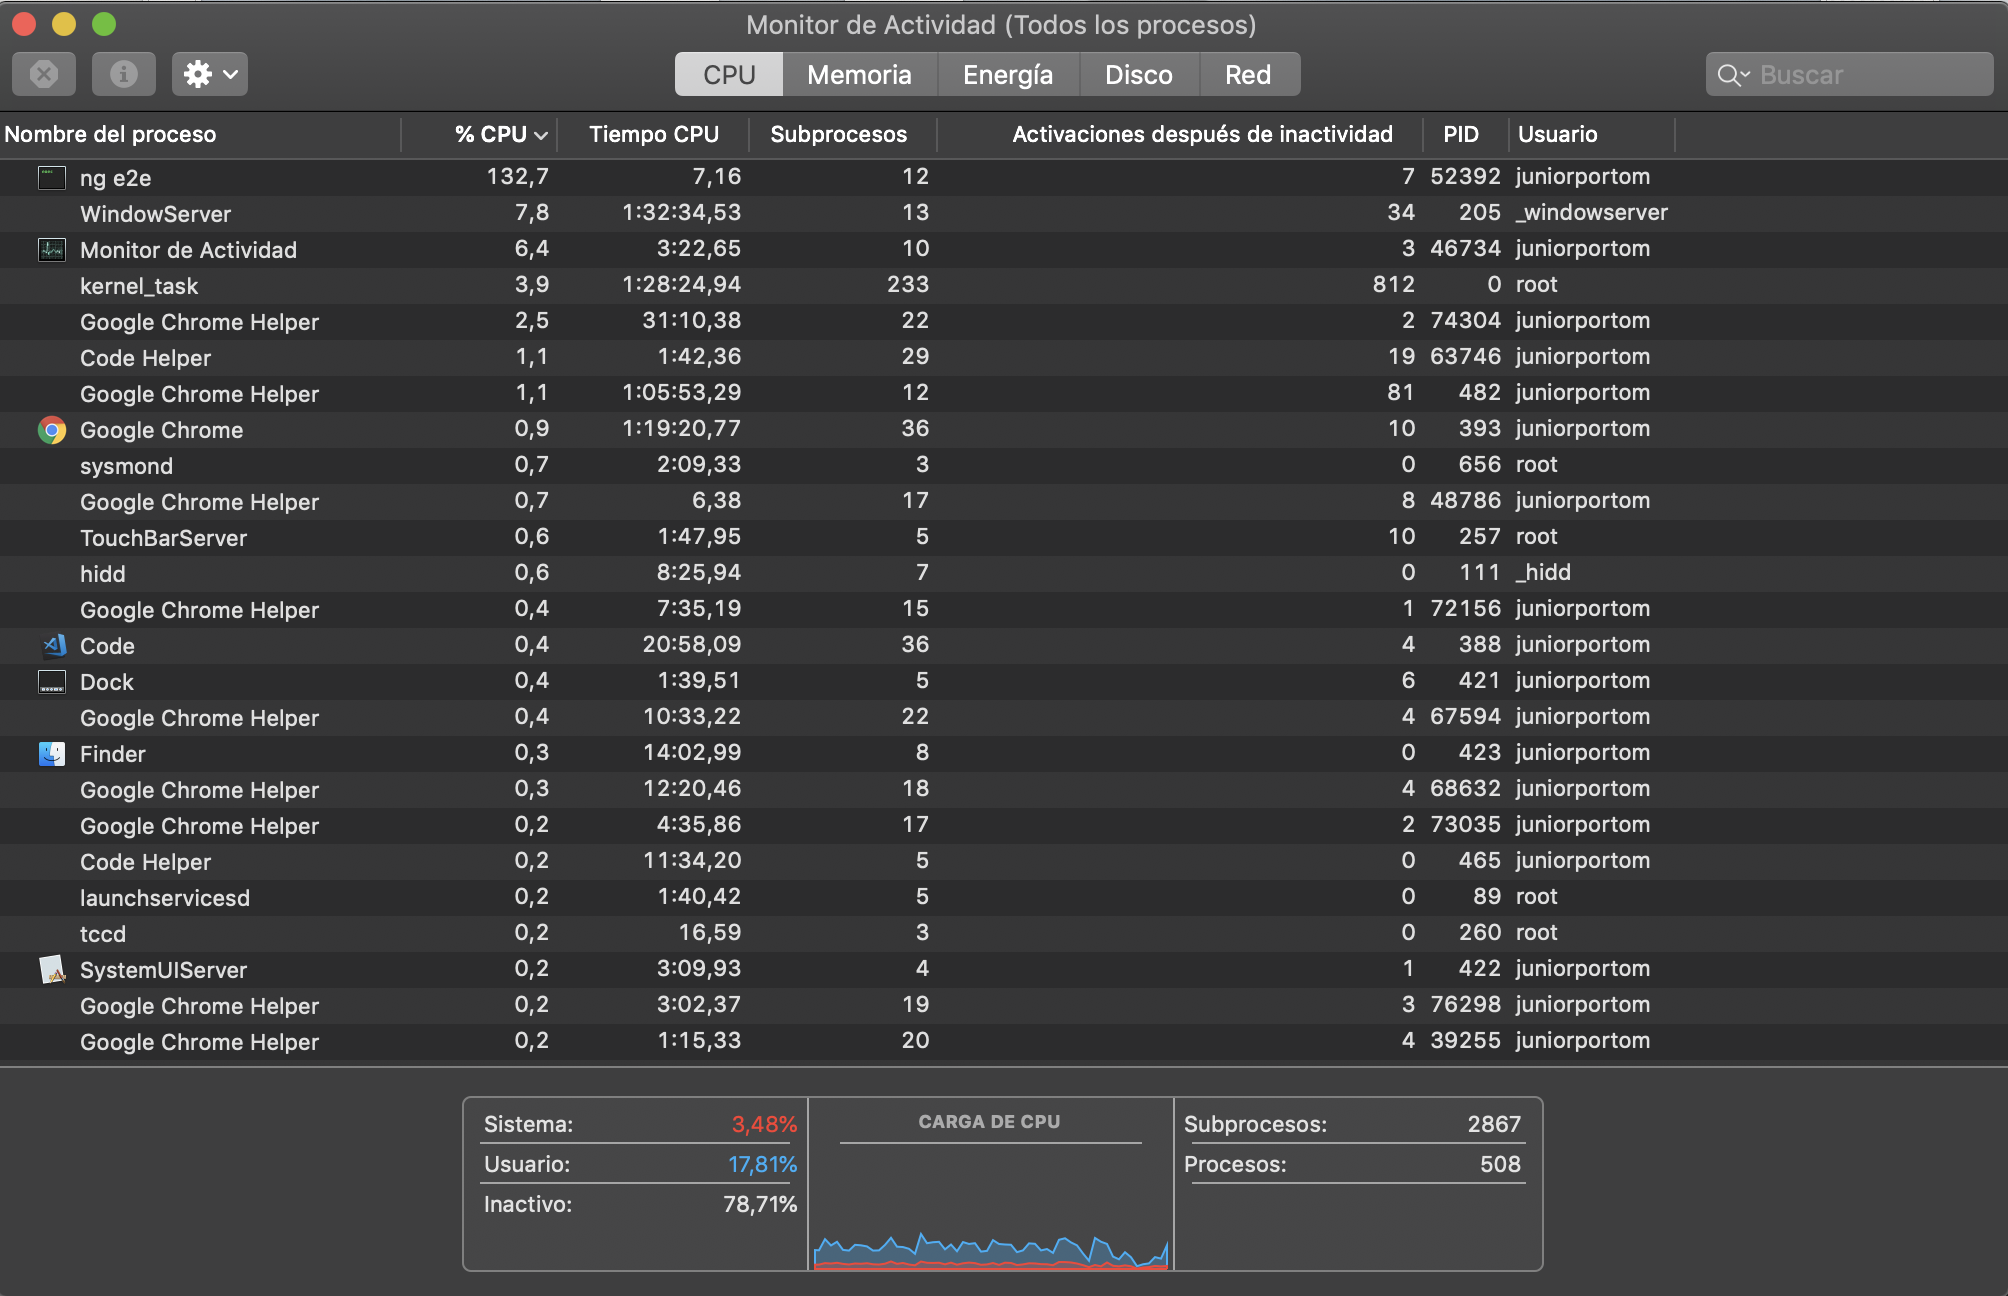 Monitor de Actividad (Todos los procesos)
CPU Memoria Energía Disco Red Buscar
Nombre del proceso % CPU Tiempo CPU Subprocesos Activaciones después de inactividad PID Usuario
ng e2e 132,7 7,16 12 7 52392 juniorportom
WindowServer 7,8 1:32:34,53 13 34 205 _windowserver
Monitor de Actividad 6,4 3:22,65 10 3 46734 juniorportom
kernel_task 3,9 1:28:24,94 233 812 0 root
Google Chrome Helper 2,5 31:10,38 22 2 74304 juniorportom
Code Helper 1,1 1:42,36 29 19 63746 juniorportom
Google Chrome Helper 1,1 1:05:53,29 12 81 482 juniorportom
Google Chrome 0,9 1:19:20,77 36 10 393 juniorportom
sysmond 0,7 2:09,33 3 0 656 root
Google Chrome Helper 0,7 6,38 17 8 48786 juniorportom
TouchBarServer 0,6 1:47,95 5 10 257 root
hidd 0,6 8:25,94 7 0 111 _hidd
Google Chrome Helper 0,4 7:35,19 15 1 72156 juniorportom
Code 0,4 20:58,09 36 4 388 juniorportom
Dock 0,4 1:39,51 5 6 421 juniorportom
Google Chrome Helper 0,4 10:33,22 22 4 67594 juniorportom
Finder 0,3 14:02,99 8 0 423 juniorportom
Google Chrome Helper 0,3 12:20,46 18 4 68632 juniorportom
Google Chrome Helper 0,2 4:35,86 17 2 73035 juniorportom
Code Helper 0,2 11:34,20 5 0 465 juniorportom
launchservicesd 0,2 1:40,42 5 0 89 root
tccd 0,2 16,59 3 0 260 root
SystemUIServer 0,2 3:09,93 4 1 422 juniorportom
Google Chrome Helper 0,2 3:02,37 19 3 76298 juniorportom
Google Chrome Helper 0,2 1:15,33 20 4 39255 juniorportom
Sistema: 3,48%
Usuario: 17,81%
Inactivo: 78,71%
CARGA DE CPU
Subprocesos: 2867
Procesos: 508